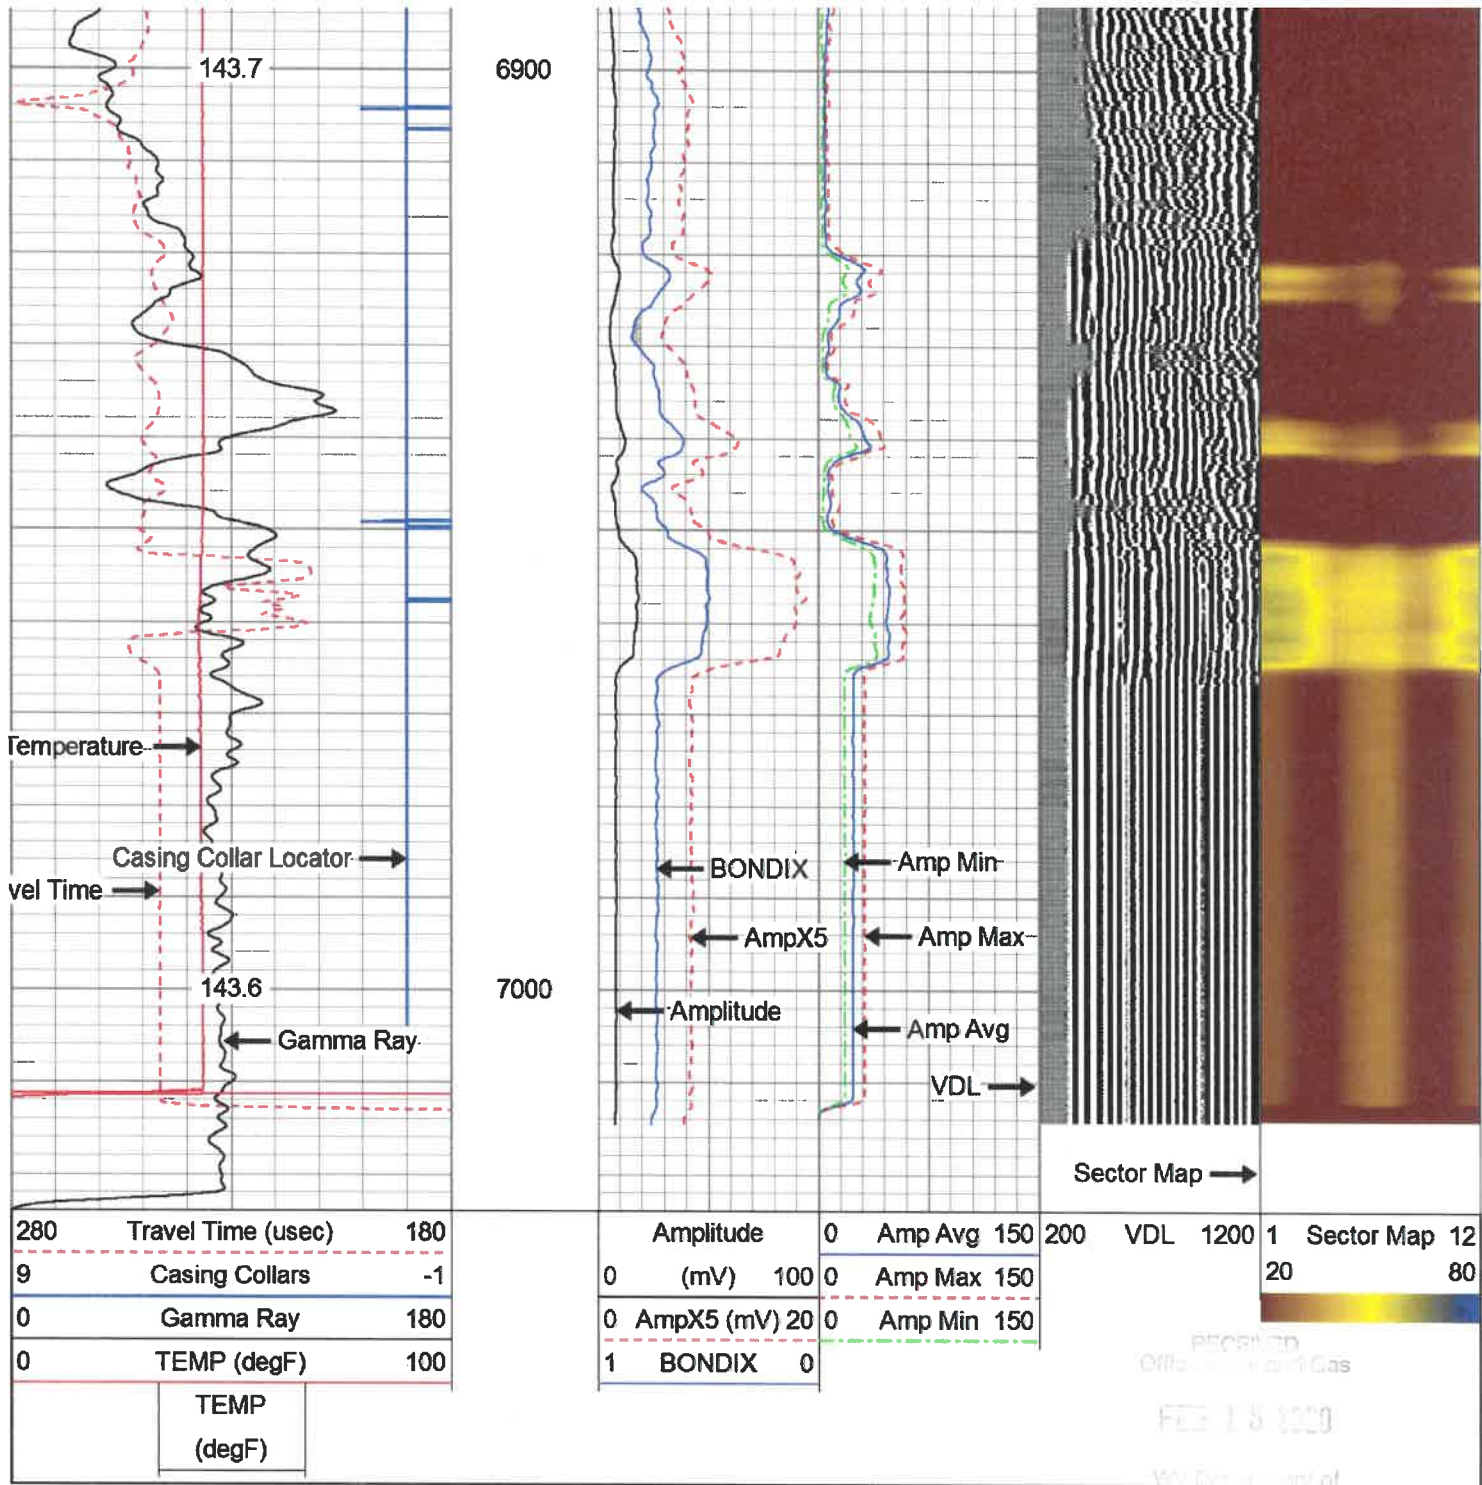 143.7
6900
Temperature
Casing Collar Locator
vel Time
BONDIX
Amp Min
AmpX5
Amp Max
143.6
7000
Amplitude
Gamma Ray
Amp Avg
VDL
Sector Map
280 Travel Time (usec) 180
9 Casing Collars -1
0 Gamma Ray 180
0 TEMP (degF) 100
TEMP
(degF)
Amplitude
0 (mV) 100
0 AmpX5 (mV) 20
1 BONDIX 0
0 Amp Avg 150
0 Amp Max 150
0 Amp Min 150
200 VDL 1200
1 Sector Map 12
20 80
RECEIVED
Gas